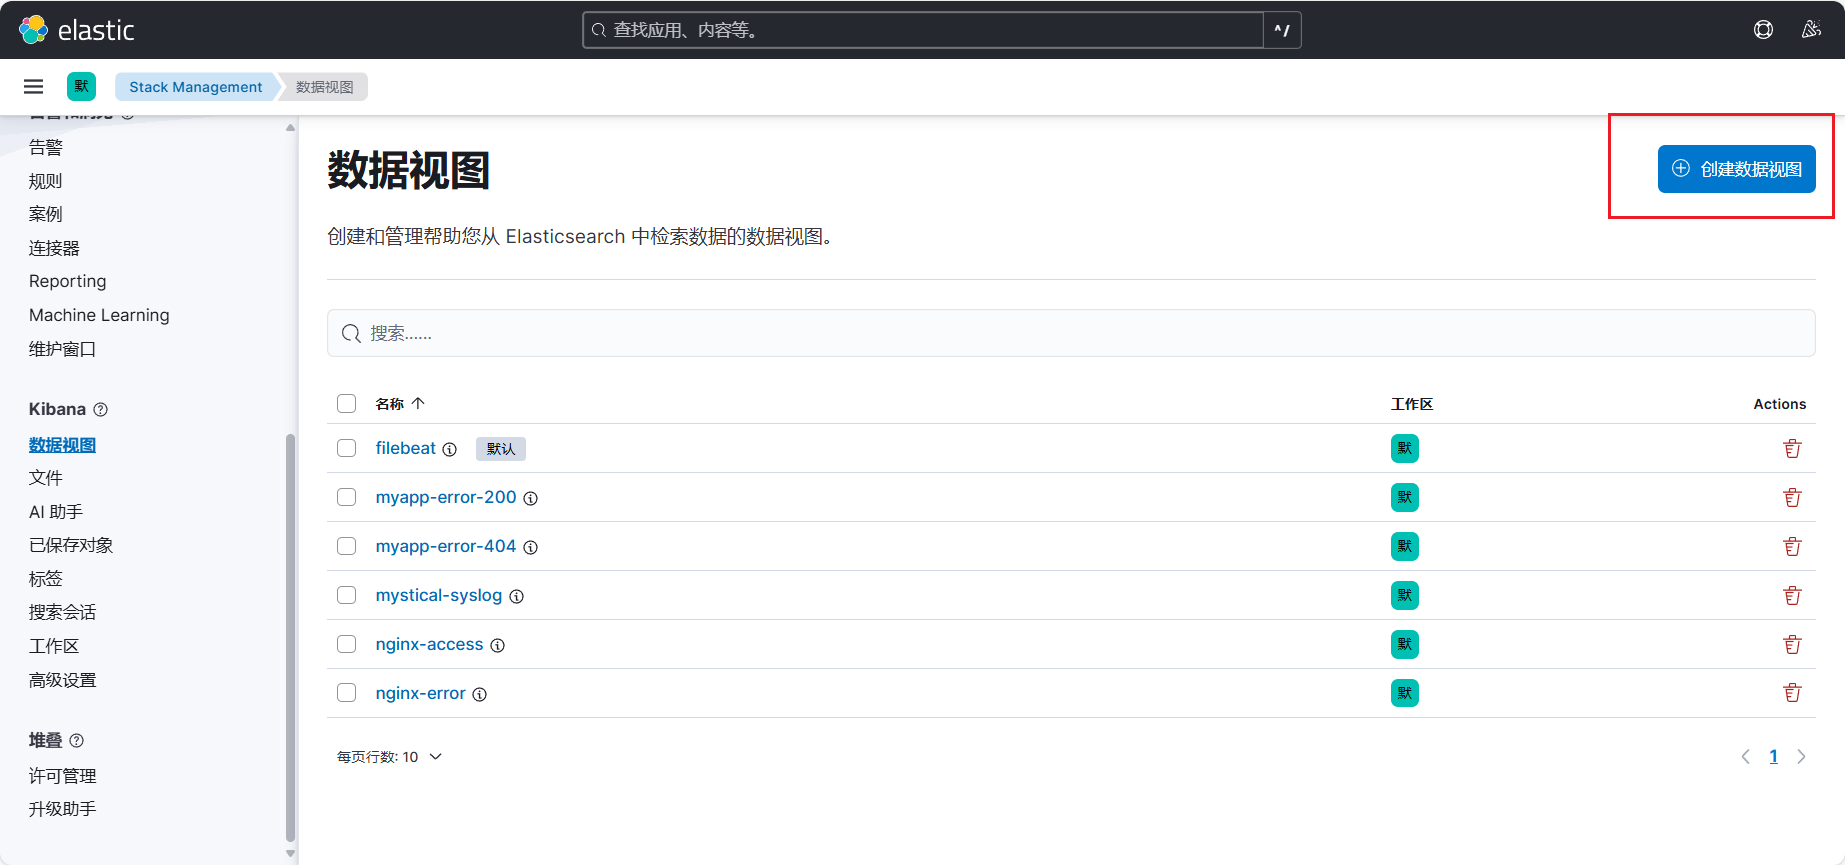 elastic
查找应用、内容等。
^/
默
Stack Management
数据视图
告警
规则
案例
连接器
Reporting
Machine Learning
维护窗口
Kibana
数据视图
文件
AI 助手
已保存对象
标签
搜索会话
工作区
高级设置
堆叠
许可管理
升级助手
数据视图
创建数据视图
创建和管理帮助您从 Elasticsearch 中检索数据的数据视图。
搜索......
名称 工作区 Actions
filebeat 默认 默
myapp-error-200 默
myapp-error-404 默
mystical-syslog 默
nginx-access 默
nginx-error 默
每页行数: 10
1